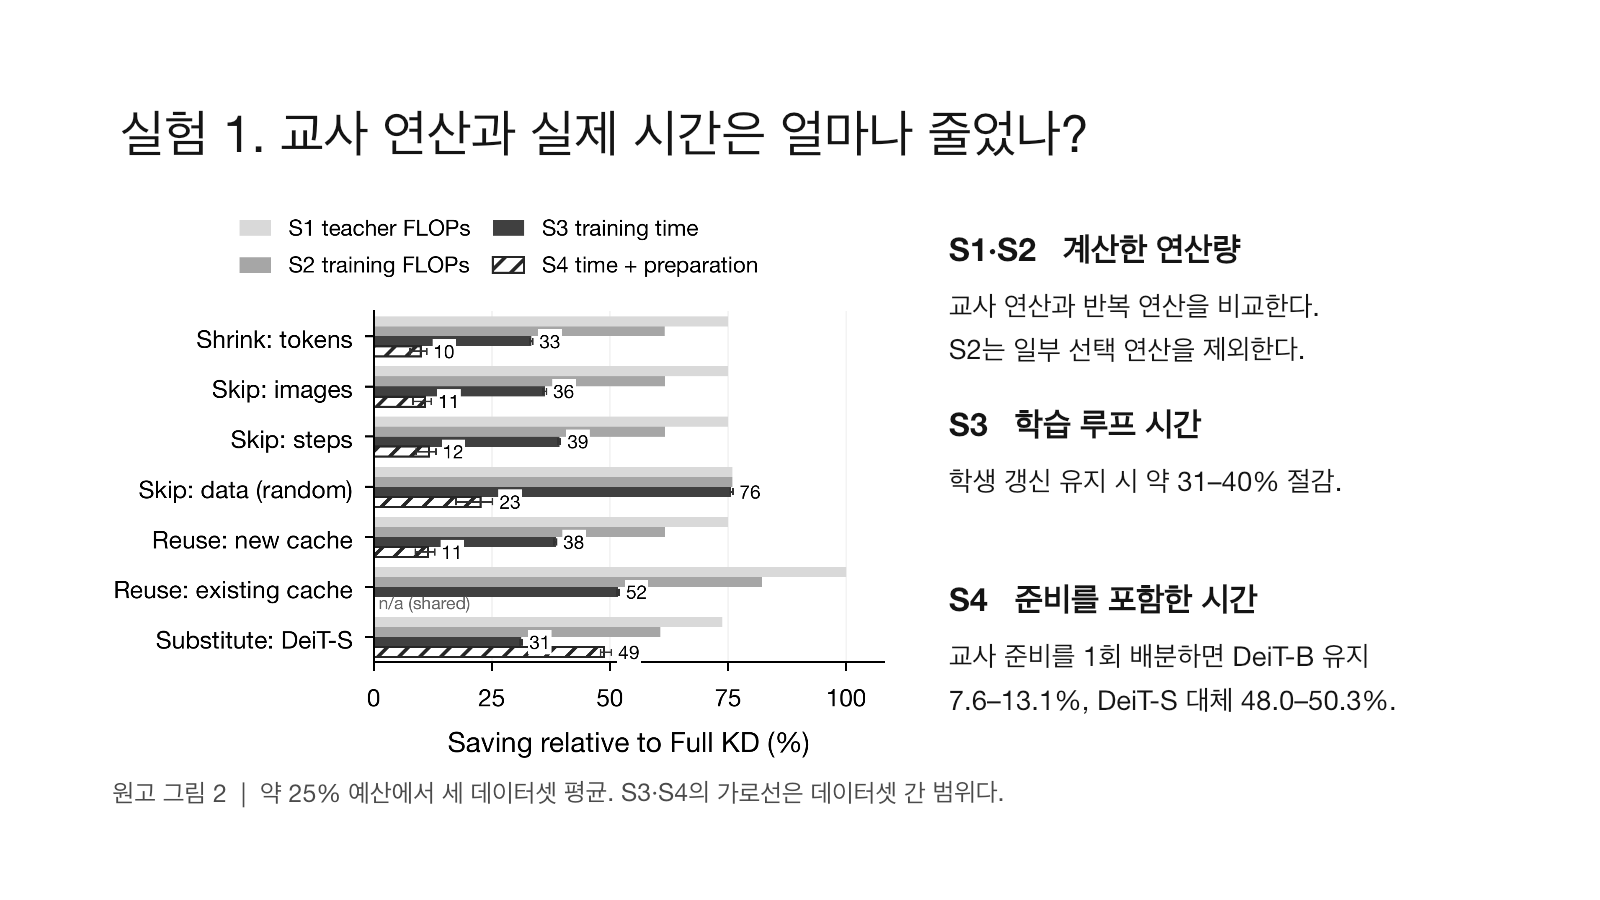 실험 1. 교사 연산과 실제 시간은 얼마나 줄었나?
S1 teacher FLOPs
S2 training FLOPs
S3 training time
S4 time + preparation
Shrink: tokens
33
10
Skip: images
36
11
Skip: steps
39
12
Skip: data (random)
76
23
Reuse: new cache
38
11
Reuse: existing cache
52
n/a (shared)
Substitute: DeiT-S
31
49
0 25 50 75 100
Saving relative to Full KD (%)
S1·S2 계산한 연산량
교사 연산과 반복 연산을 비교한다.
S2는 일부 선택 연산을 제외한다.
S3 학습 루프 시간
학생 갱신 유지 시 약 31–40% 절감.
S4 준비를 포함한 시간
교사 준비를 1회 배분하면 DeiT-B 유지
7.6–13.1%, DeiT-S 대체 48.0–50.3%.
원고 그림 2 | 약 25% 예산에서 세 데이터셋 평균. S3·S4의 가로선은 데이터셋 간 범위다.